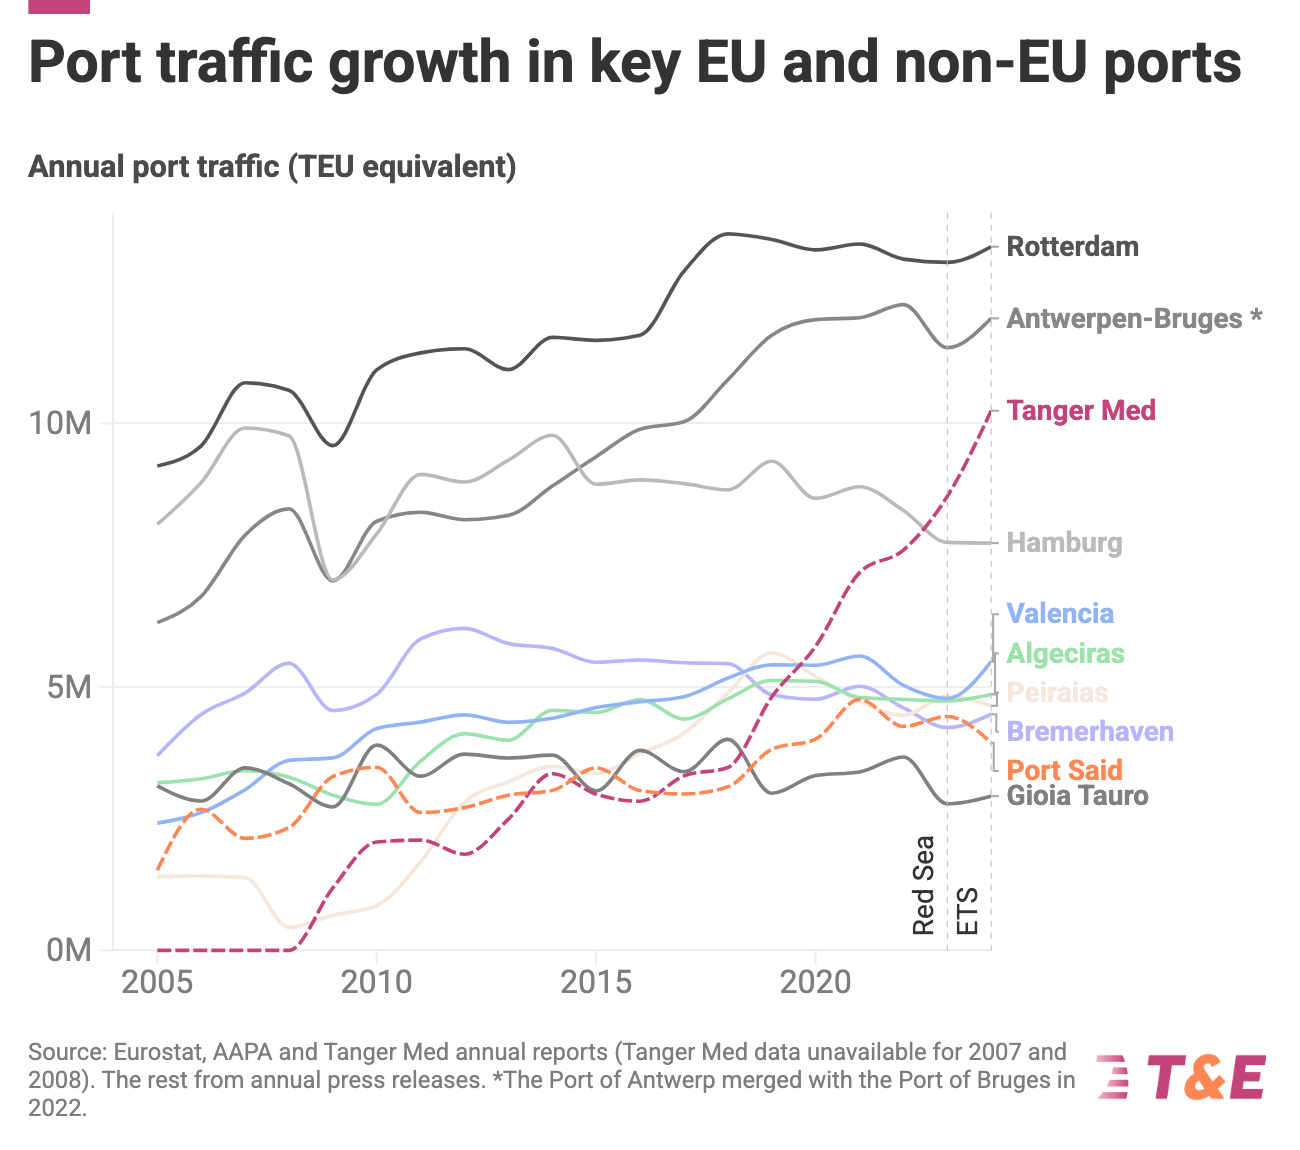 Port traffic growth in key EU and non-EU ports
Annual port traffic (TEU equivalent)
Rotterdam
Antwerpen-Bruges *
10M
Tanger Med
Hamburg
Valencia
Algeciras
5M
Peiraias
Bremerhaven
Port Said
Gioia Tauro
Red Sea
ETS
0M
2005
2010
2015
2020
Source: Eurostat, AAPA and Tanger Med annual reports (Tanger Med data unavailable for 2007 and
2008). The rest from annual press releases. *The Port of Antwerp merged with the Port of Bruges in
2022.
T&E